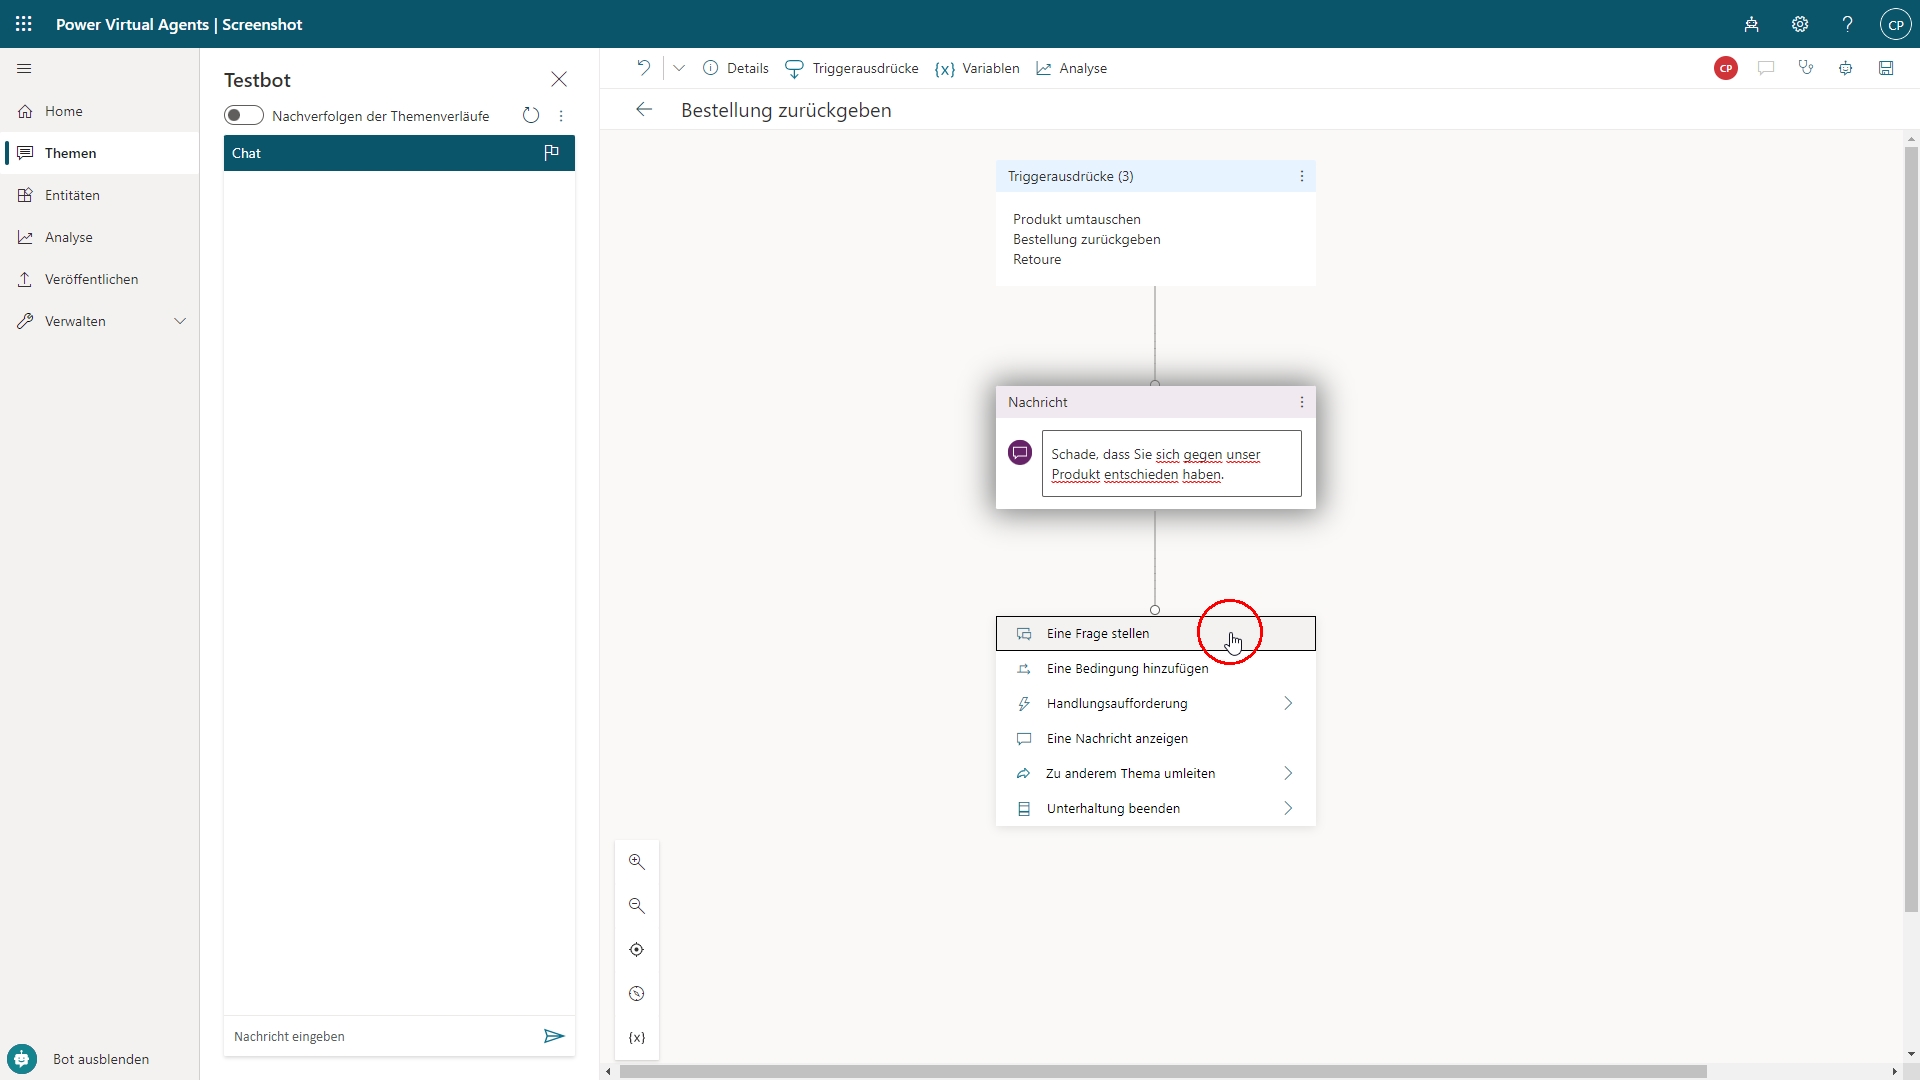 Power Virtual Agents | Screenshot
CP
Home
Themen
Entitäten
Analyse
Veröffentlichen
Verwalten
Bot ausblenden
Testbot
Nachverfolgen der Themenverläufe
Chat
Nachricht eingeben
Details
Triggerausdrücke
{x} Variablen
Analyse
CP
Bestellung zurückgeben
Triggerausdrücke (3)
Produkt umtauschen
Bestellung zurückgeben
Retoure
Nachricht
Schade, dass Sie sich gegen unser
Produkt entschieden haben.
Eine Frage stellen
Eine Bedingung hinzufügen
Handlungsaufforderung
Eine Nachricht anzeigen
Zu anderem Thema umleiten
Unterhaltung beenden
{x}